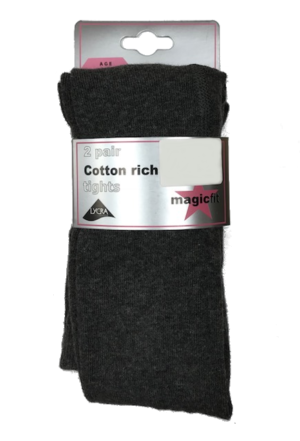 AGE
2 pair
Cotton rich
tights
LYCRA
magicfit